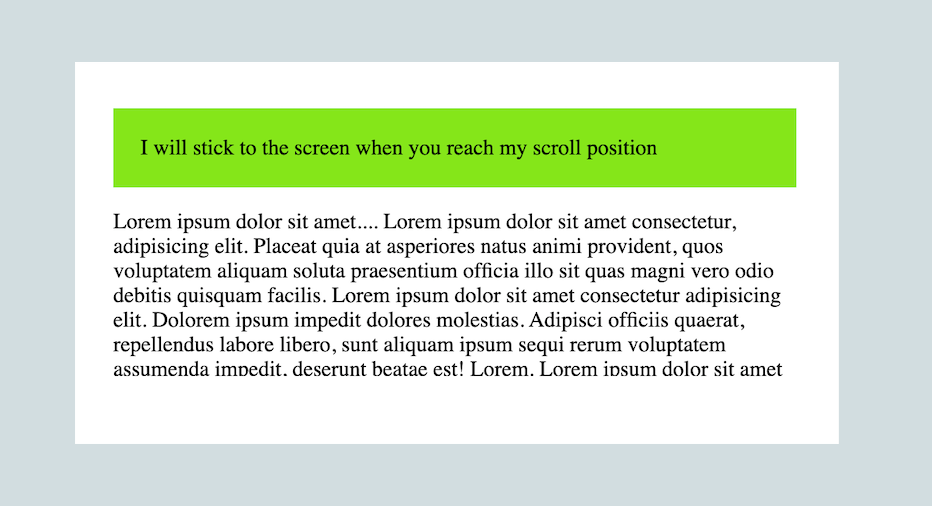 I will stick to the screen when you reach my scroll position
Lorem ipsum dolor sit amet.... Lorem ipsum dolor sit amet consectetur,
adipisicing elit. Placeat quia at asperiores natus animi provident, quos
voluptatem aliquam soluta praesentium officia illo sit quas magni vero odio
debitis quisquam facilis. Lorem ipsum dolor sit amet consectetur adipisicing
elit. Dolorem ipsum impedit dolores molestias. Adipisci officiis quaerat,
repellendus labore libero, sunt aliquam ipsum sequi rerum voluptatem
assumenda impedit, deserunt beatae est! Lorem. Lorem ipsum dolor sit amet